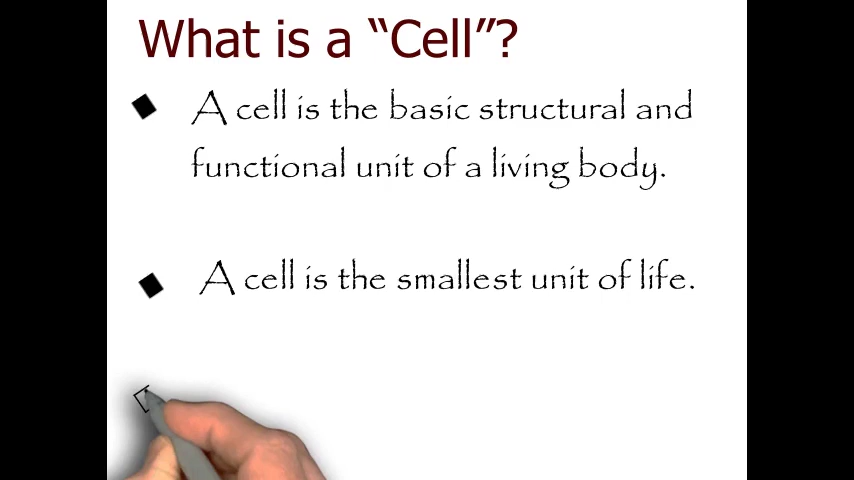 What is a “Cell”?
A cell is the basic structural and
functional unit of a living body.
A cell is the smallest unit of life.